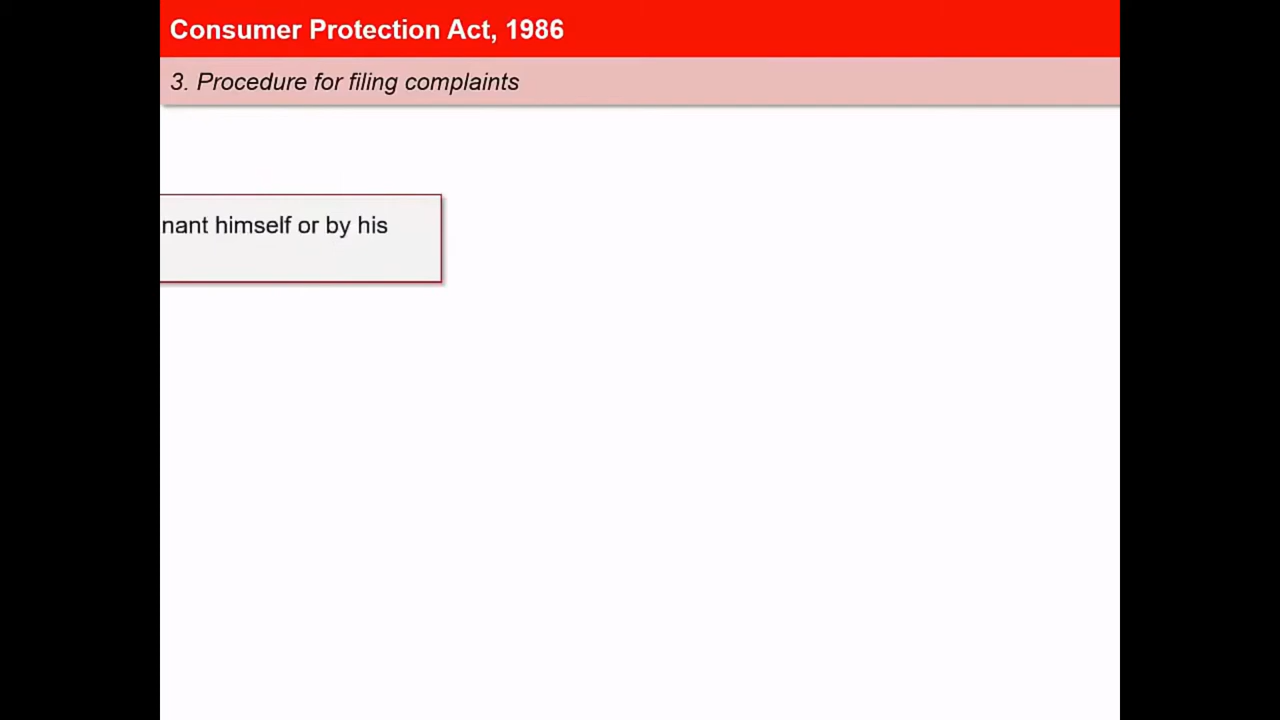 Consumer Protection Act, 1986
3. Procedure for filing complaints
nant himself or by his